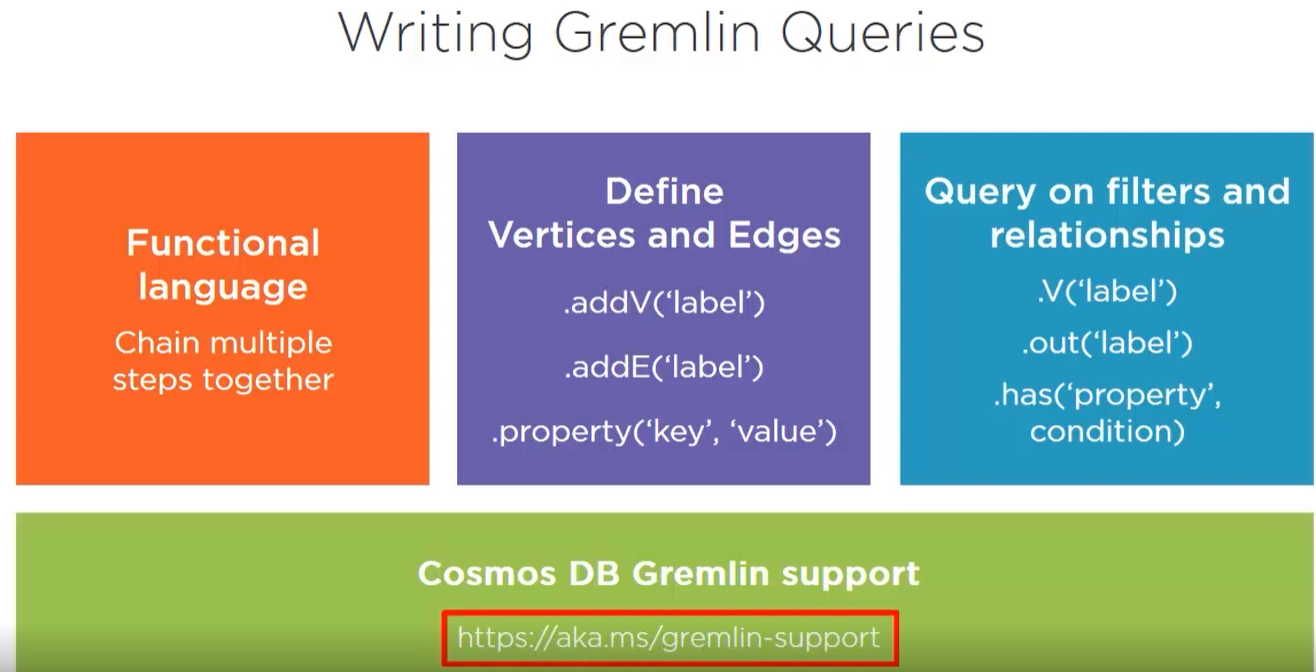 Writing Gremlin Queries
Functional
language
Chain multiple
steps together
Define
Vertices and Edges
.addV(‘label’)
.addE(‘label’)
.property(‘key’, ‘value’)
Query on filters and
relationships
.V(‘label’)
.out(‘label’)
.has(‘property’,
condition)
Cosmos DB Gremlin support
https://aka.ms/gremlin-support